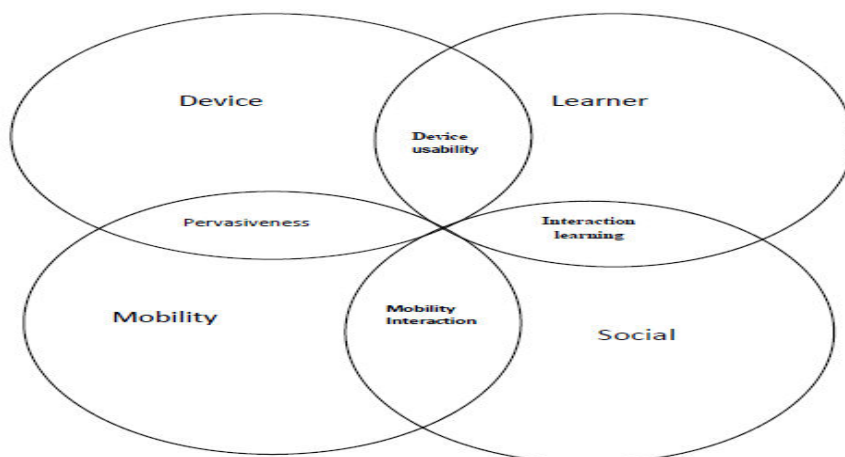 Device
Learner
Device
usability
Pervasiveness
Interaction
learning
Mobility
Mobility
Interaction
Social